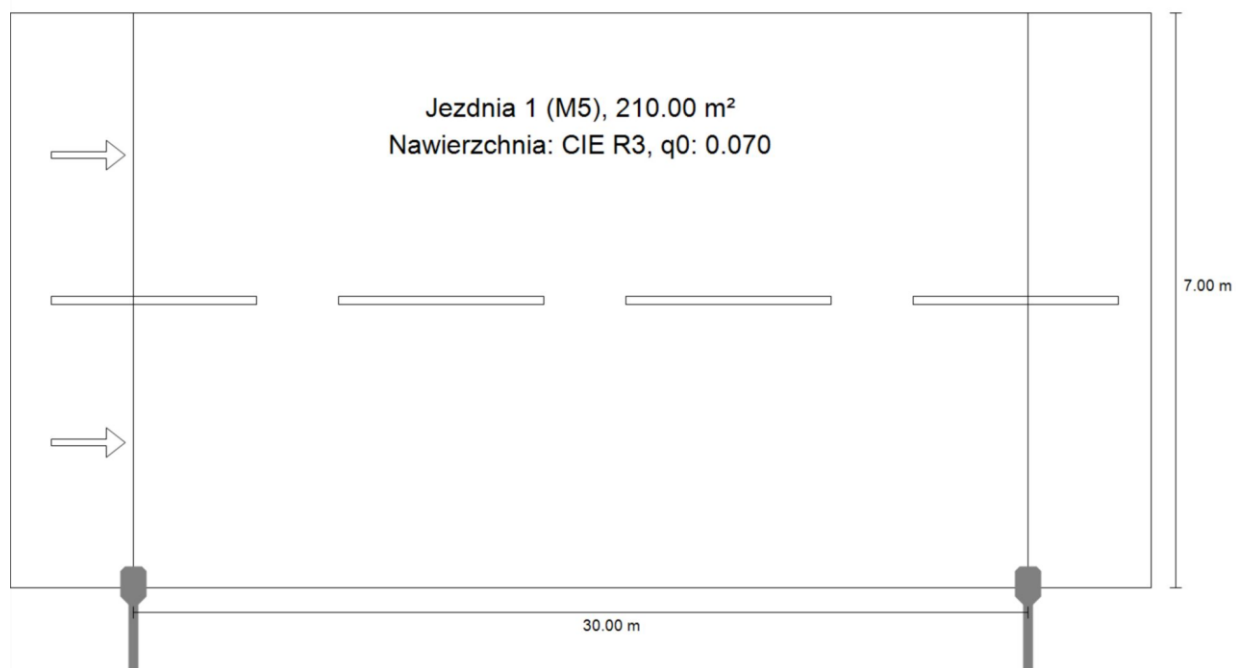 Jezdnia 1 (M5), 210.00 m²
Nawierzchnia: CIE R3, q0: 0.070
7.00 m
30.00 m